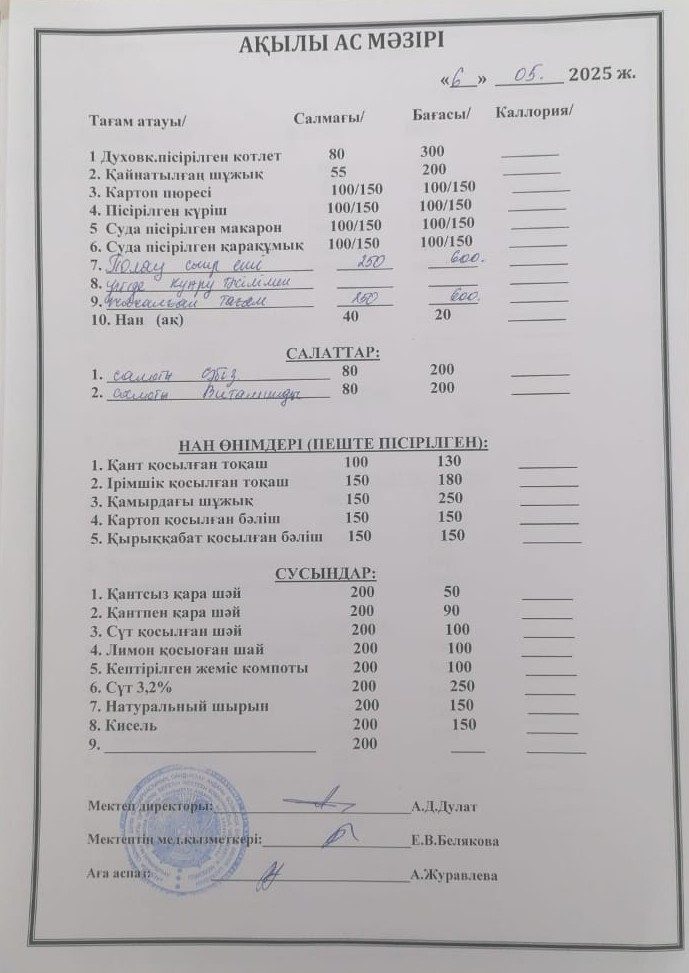 АҚЫЛЫ АС МӘЗІРІ
«6» 05. 2025 ж.
Тағам атауы/ Салмағы/ Бағасы/ Каллория/
1 Духовк.пісірілген котлет 80 300
2. Қайнатылған шұжық 55 200
3. Картоп пюресі 100/150 100/150
4. Пісірілген күріш 100/150 100/150
5 Суда пісірілген макарон 100/150 100/150
6. Суда пісірілген қарақұмық 100/150 100/150
7. Полау сиыр еті 250 600.
8. күріш
9. тағам 250 600.
10. Нан (ақ) 40 20
САЛАТТАР:
1. салаты 80 200
2. салаты Витаминді 80 200
НАН ӨНІМДЕРІ (ПЕШТЕ ПІСІРІЛГЕН):
1. Қант қосылған тоқаш 100 130
2. Ірімшік қосылған тоқаш 150 180
3. Қамырдағы шұжық 150 250
4. Картоп қосылған бәліш 150 150
5. Қырыққабат қосылған бәліш 150 150
СУСЫНДАР:
1. Қантсыз қара шәй 200 50
2. Қантпен қара шәй 200 90
3. Сүт қосылған шәй 200 100
4. Лимон қосыоған шай 200 100
5. Кептірілген жеміс компоты 200 100
6. Сүт 3,2% 200 250
7. Натуральный шырын 200 150
8. Кисель 200 150
9. 200
Мектеп директоры: А.Д.Дулат
Мектептің мед.қызметкері: Е.В.Белякова
Аға аспаз: А.Журавлева